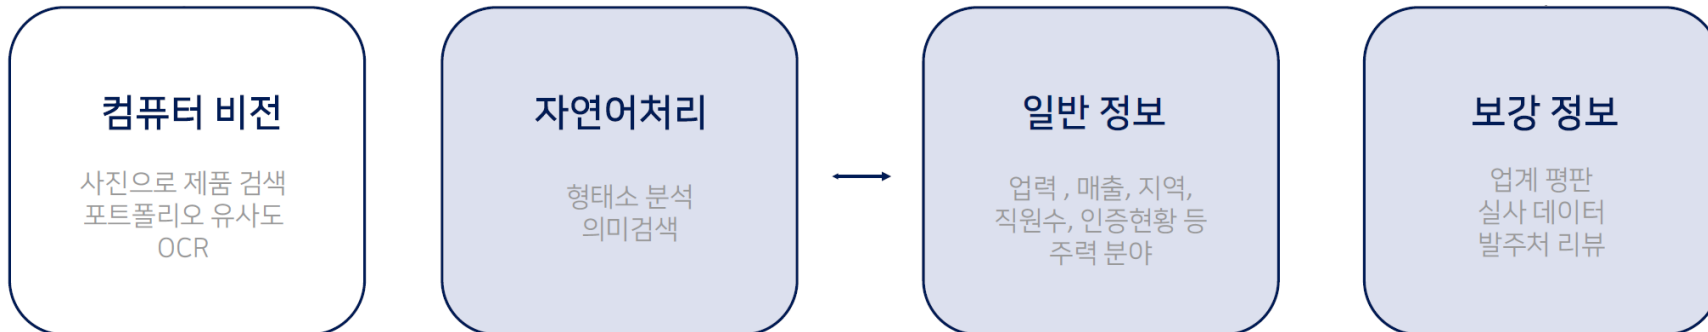 컴퓨터 비전
사진으로 제품 검색
포트폴리오 유사도
OCR
자연어처리
형태소 분석
의미검색
일반 정보
업력 , 매출, 지역,
직원수, 인증현황 등
주력 분야
보강 정보
업계 평판
실사 데이터
발주처 리뷰